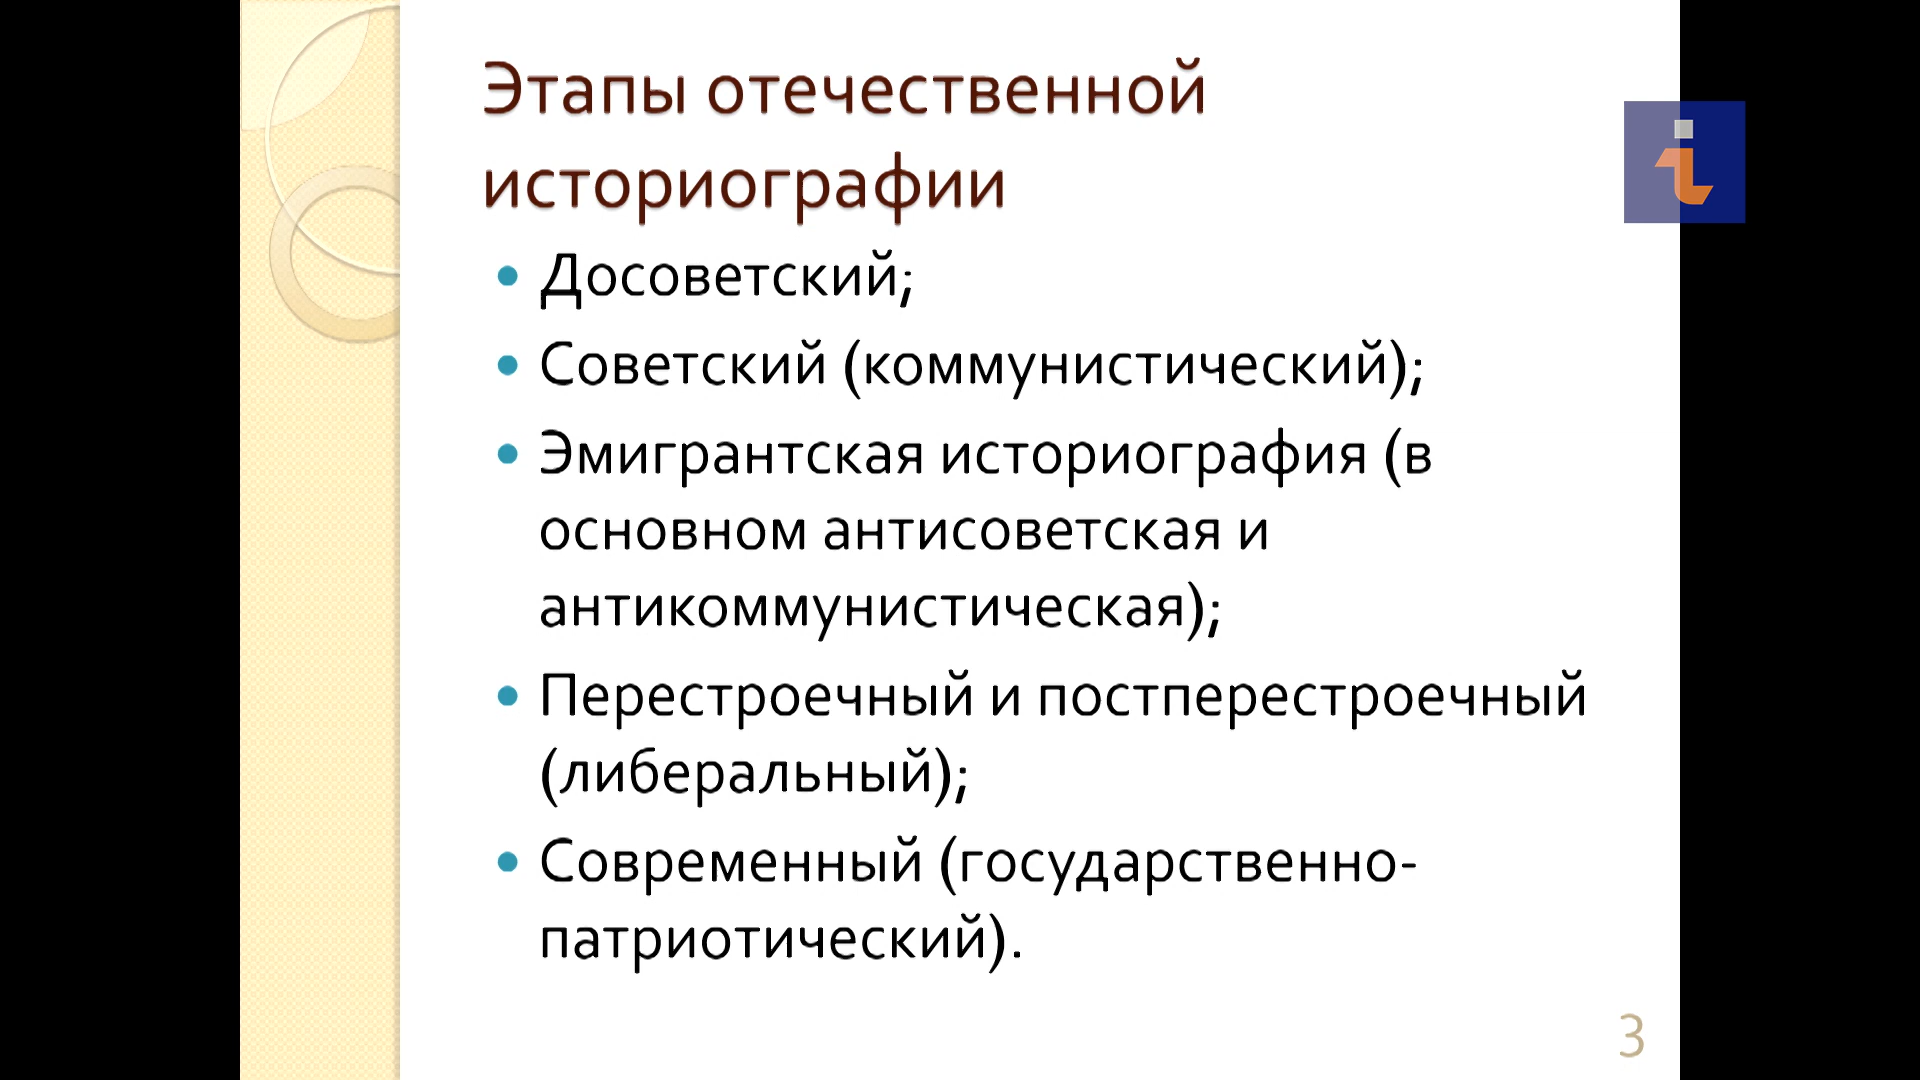 Этапы отечественной
историографии
• Досоветский;
• Советский (коммунистический);
• Эмигрантская историография (в
основном антисоветская и
антикоммунистическая);
• Перестроечный и постперестроечный
(либеральный);
• Современный (государственно-
патриотический).
3